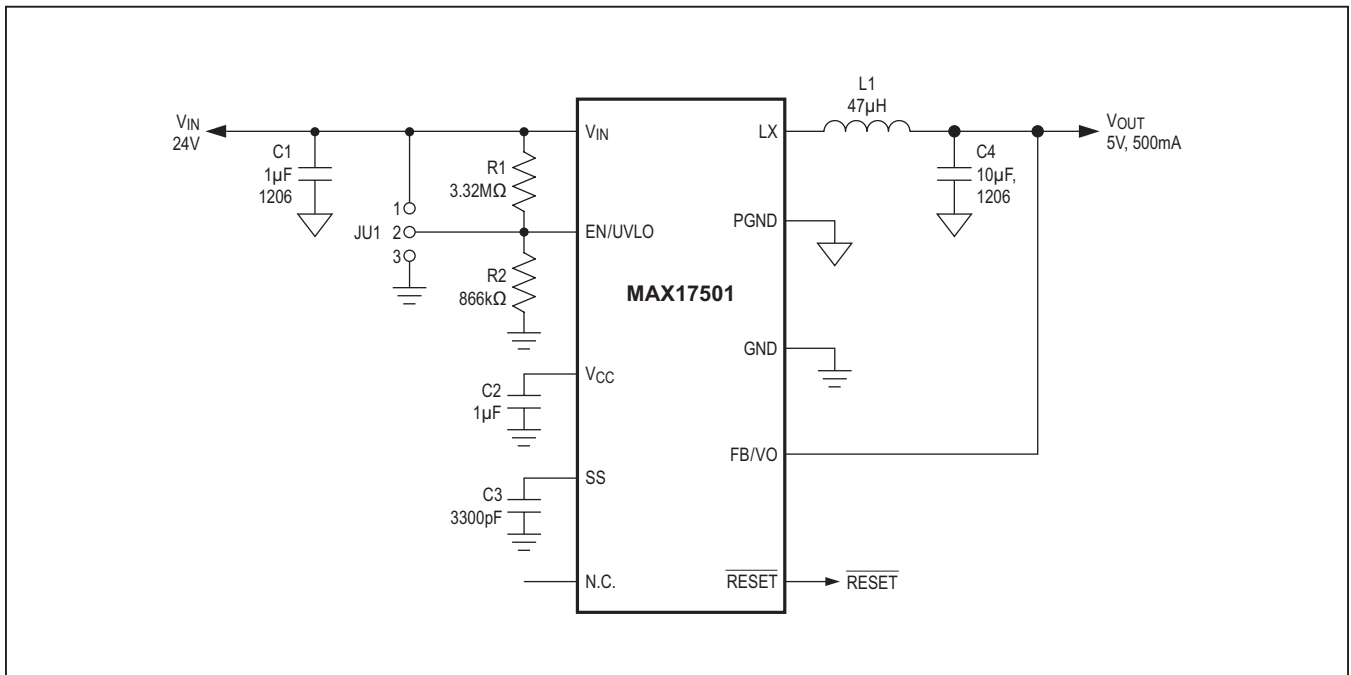 VIN
24V
C1
1µF
1206
JU1
1
2
3
R1
3.32MΩ
R2
866kΩ
C2
1µF
C3
3300pF
VIN
EN/UVLO
VCC
SS
N.C.
MAX17501
LX
PGND
GND
FB/VO
RESET
RESET
L1
47µH
C4
10µF,
1206
VOUT
5V, 500mA